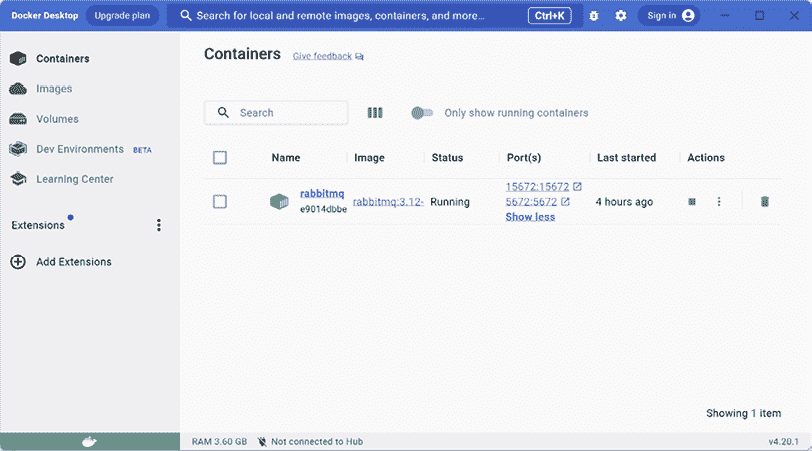 Docker Desktop Upgrade plan Search for local and remote images, containers, and more... Ctrl+K Sign in
Containers
Images
Volumes
Dev Environments BETA
Learning Center
Extensions
Add Extensions
Containers Give feedback
Search Only show running containers
Name Image Status Port(s) Last started Actions
rabbitmq
e9014dbbe
rabbitmq:3.12- Running
15672:15672
5672:5672
Show less
4 hours ago
Showing 1 item
RAM 3.60 GB Not connected to Hub v4.20.1